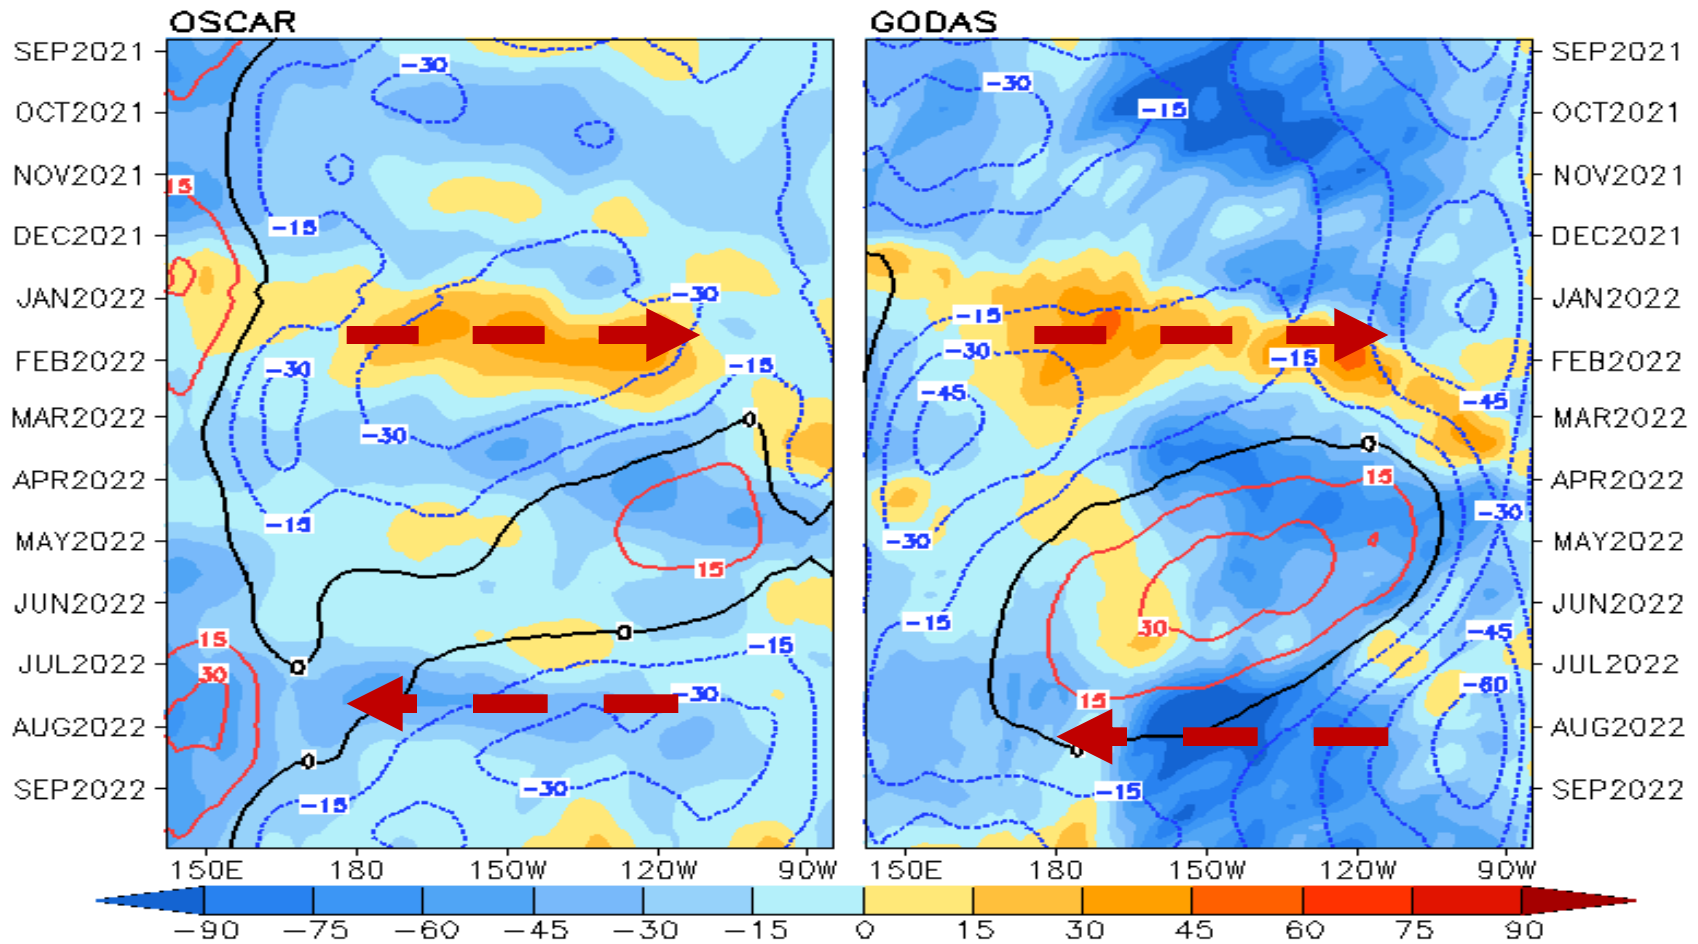 OSCAR GODAS
SEP2021 SEP2021
OCT2021 OCT2021
NOV2021 NOV2021
DEC2021 DEC2021
JAN2022 JAN2022
FEB2022 FEB2022
MAR2022 MAR2022
APR2022 APR2022
MAY2022 MAY2022
JUN2022 JUN2022
JUL2022 JUL2022
AUG2022 AUG2022
SEP2022 SEP2022
-30
15
-15
-30
-30
-15
-30
0
-15
15
0
15
-15
0
30
-30
0
-30
-15
-30
-15
-15
-30
-15
-45
-45
0
15
-30
-30
-15
30
-45
15
-60
0
-15
150E 180 150W 120W 90W 150E 180 150W 120W 90W
-90 -75 -60 -45 -30 -15 0 15 30 45 60 75 90